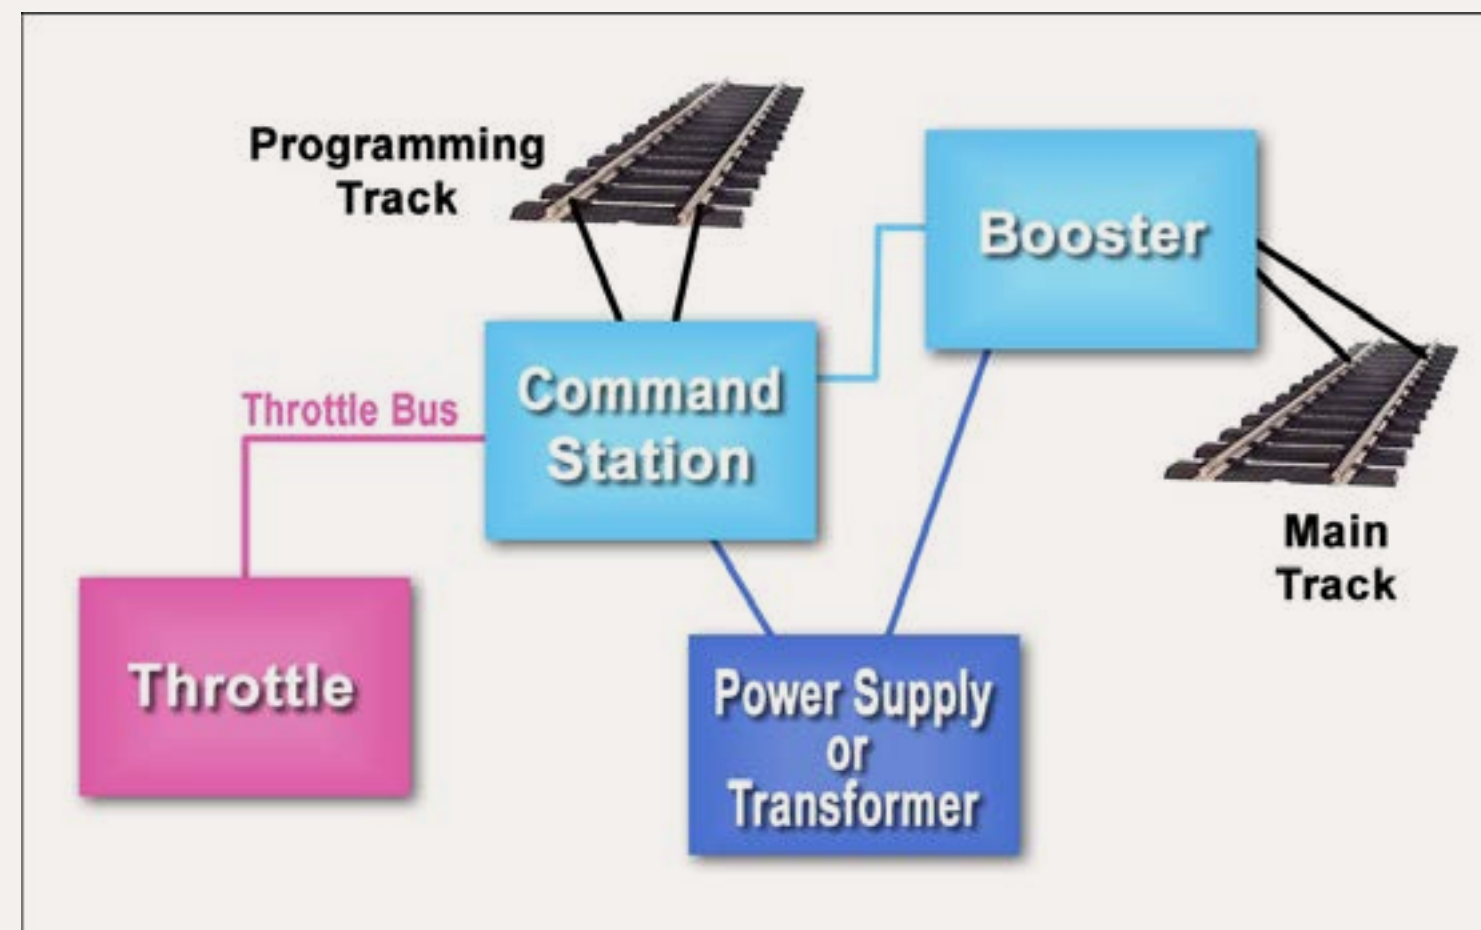 Programming
Track
Booster
Command
Station
Throttle Bus
Main
Track
Throttle
Power Supply
or
Transformer